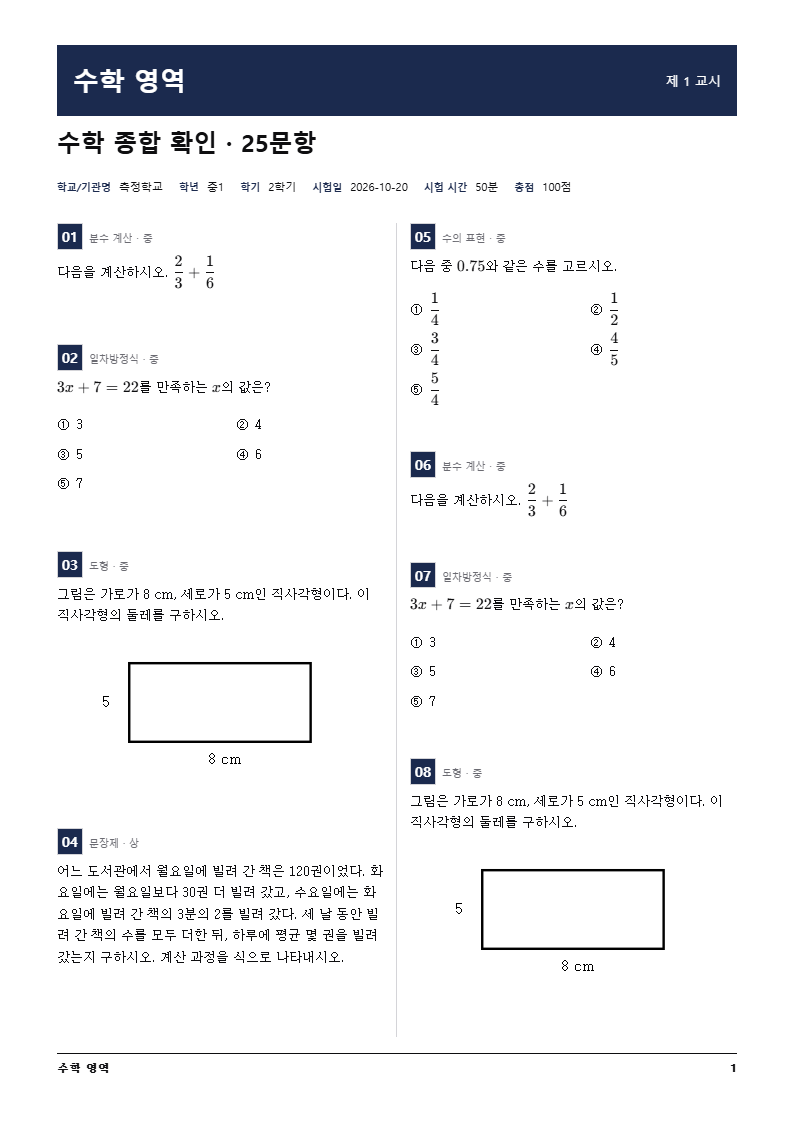 수학 영역
제 1 교시
수학 종합 확인 · 25문항
학교/기관명 측정학교 학년 중1 학기 2학기 시험일 2026-10-20 시험 시간 50분 총점 100점
01 분수 계산 · 중
다음을 계산하시오. 2/3 + 1/6
02 일차방정식 · 중
3x + 7 = 22를 만족하는 x의 값은?
① 3 ② 4
③ 5 ④ 6
⑤ 7
03 도형 · 중
그림은 가로가 8 cm, 세로가 5 cm인 직사각형이다. 이
직사각형의 둘레를 구하시오.
5
8 cm
04 문장제 · 상
어느 도서관에서 월요일에 빌려 간 책은 120권이었다. 화
요일에는 월요일보다 30권 더 빌려 갔고, 수요일에는 화
요일에 빌려 간 책의 3분의 2를 빌려 갔다. 세 날 동안 빌
려 간 책의 수를 모두 더한 뒤, 하루에 평균 몇 권을 빌려
갔는지 구하시오. 계산 과정을 식으로 나타내시오.
05 수의 표현 · 중
다음 중 0.75와 같은 수를 고르시오.
① 1/4 ② 1/2
③ 3/4 ④ 4/5
⑤ 5/4
06 분수 계산 · 중
다음을 계산하시오. 2/3 + 1/6
07 일차방정식 · 중
3x + 7 = 22를 만족하는 x의 값은?
① 3 ② 4
③ 5 ④ 6
⑤ 7
08 도형 · 중
그림은 가로가 8 cm, 세로가 5 cm인 직사각형이다. 이
직사각형의 둘레를 구하시오.
5
8 cm
수학 영역
1